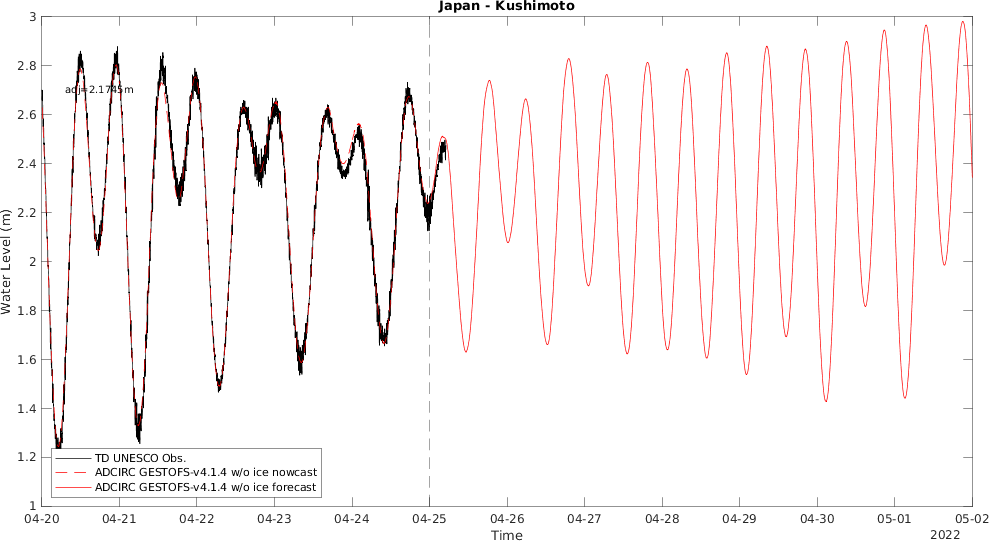 Japan - Kushimoto
3
2.8
2.6
2.4
2.2
2
1.8
1.6
1.4
1.2
1
Water Level (m)
adj=2.1745m
TD UNESCO Obs.
ADCIRC GESTOFS-v4.1.4 w/o ice nowcast
ADCIRC GESTOFS-v4.1.4 w/o ice forecast
04-20 04-21 04-22 04-23 04-24 04-25 04-26 04-27 04-28 04-29 04-30 05-01 05-02
Time
2022